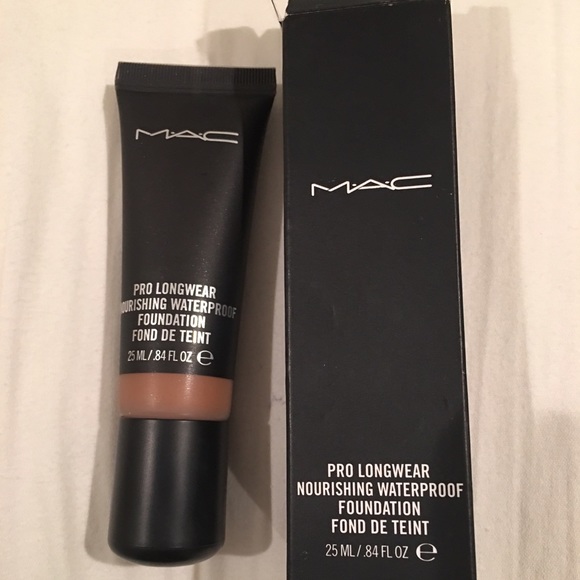 M·A·C
PRO LONGWEAR
NOURISHING WATERPROOF
FOUNDATION
FOND DE TEINT
25 ML/.84 FL OZ ℮
M·A·C
PRO LONGWEAR
NOURISHING WATERPROOF
FOUNDATION
FOND DE TEINT
25 ML/.84 FL OZ ℮